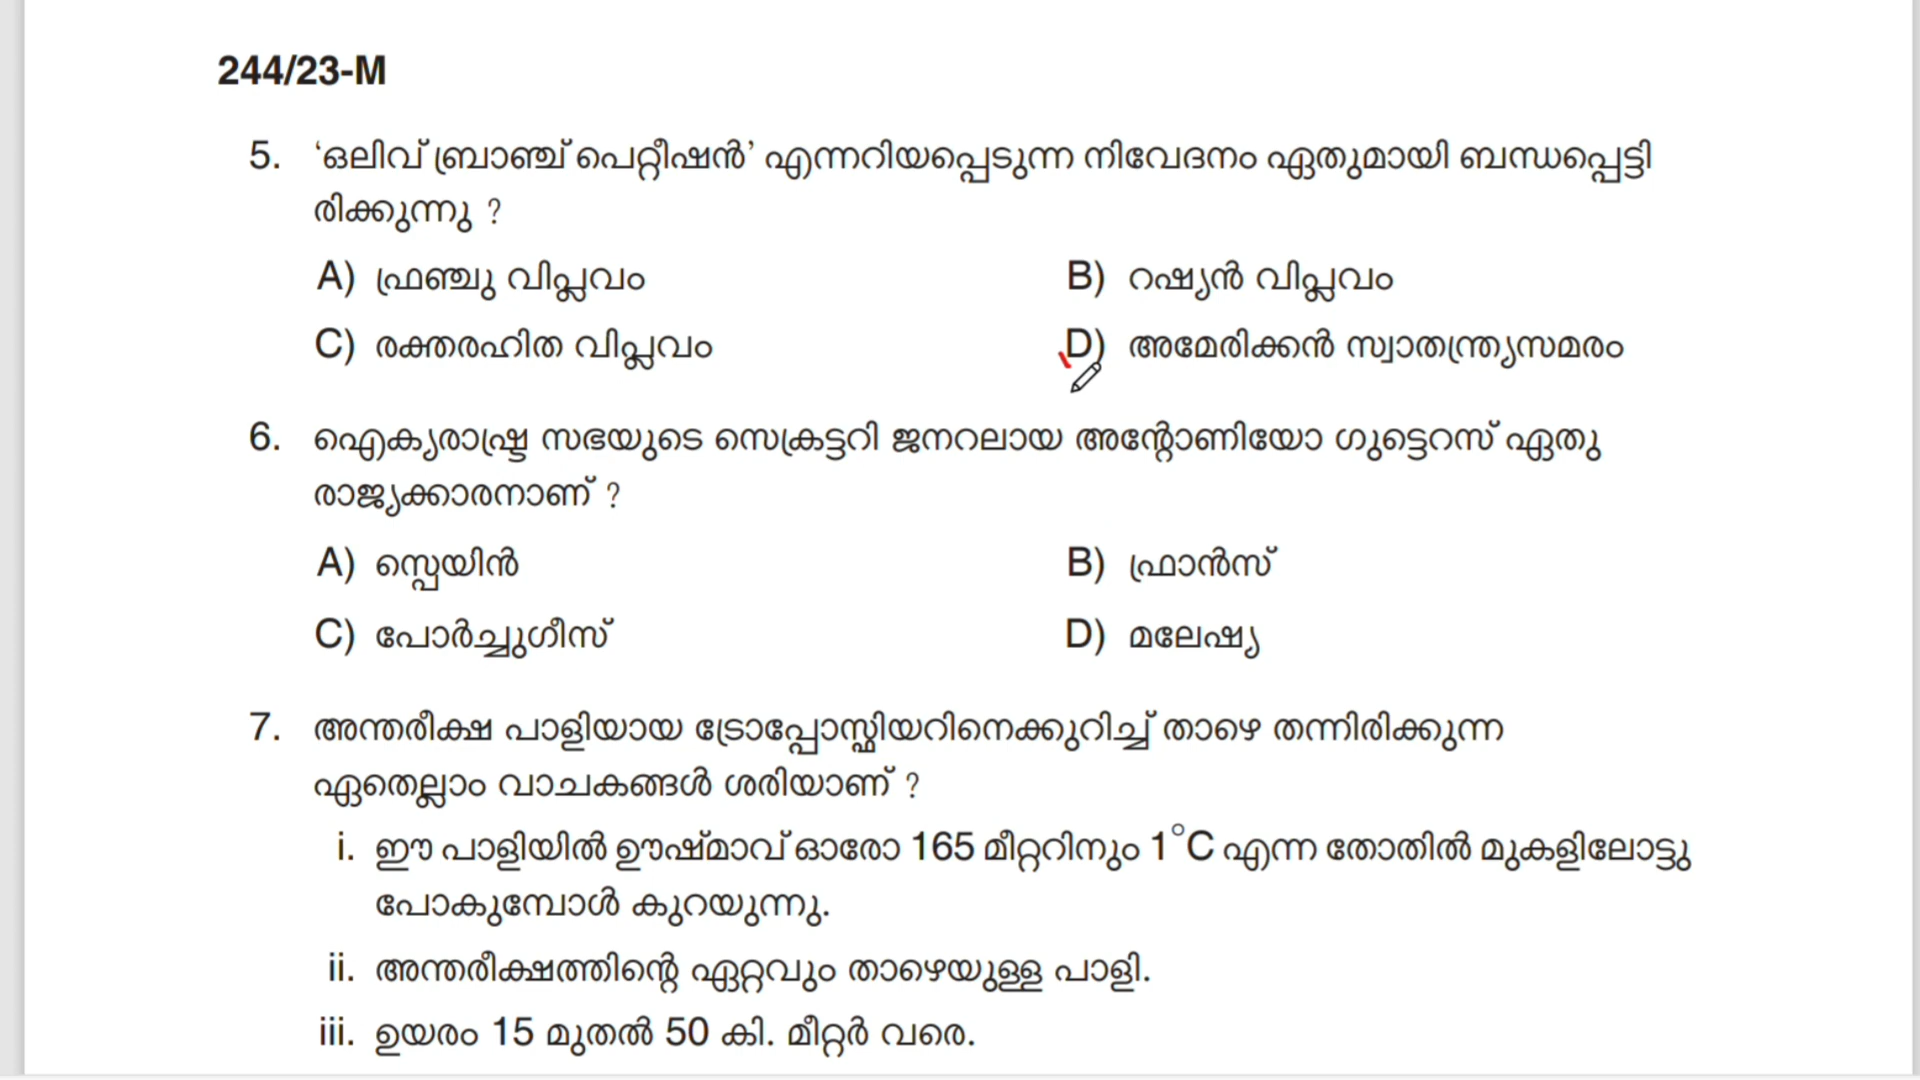 244/23-M
5. ‘ഒലിവ് ബ്രാഞ്ച് പെറ്റീഷൻ’ എന്നറിയപ്പെടുന്ന നിവേദനം ഏതുമായി ബന്ധപ്പെട്ടി
രിക്കുന്നു ?
A) ഫ്രഞ്ചു വിപ്ലവം B) റഷ്യൻ വിപ്ലവം
C) രക്തരഹിത വിപ്ലവം D) അമേരിക്കൻ സ്വാതന്ത്ര്യസമരം
6. ഐക്യരാഷ്ട്ര സഭയുടെ സെക്രട്ടറി ജനറലായ അന്റോണിയോ ഗുട്ടെറസ് ഏതു
രാജ്യക്കാരനാണ് ?
A) സ്പെയിൻ B) ഫ്രാൻസ്
C) പോർച്ചുഗീസ് D) മലേഷ്യ
7. അന്തരീക്ഷ പാളിയായ ട്രോപ്പോസ്ഫിയറിനെക്കുറിച്ച് താഴെ തന്നിരിക്കുന്ന
ഏതെല്ലാം വാചകങ്ങൾ ശരിയാണ് ?
i. ഈ പാളിയിൽ ഊഷ്മാവ് ഓരോ 165 മീറ്ററിനും 1°C എന്ന തോതിൽ മുകളിലോട്ടു
പോകുമ്പോൾ കുറയുന്നു.
ii. അന്തരീക്ഷത്തിന്റെ ഏറ്റവും താഴെയുള്ള പാളി.
iii. ഉയരം 15 മുതൽ 50 കി. മീറ്റർ വരെ.